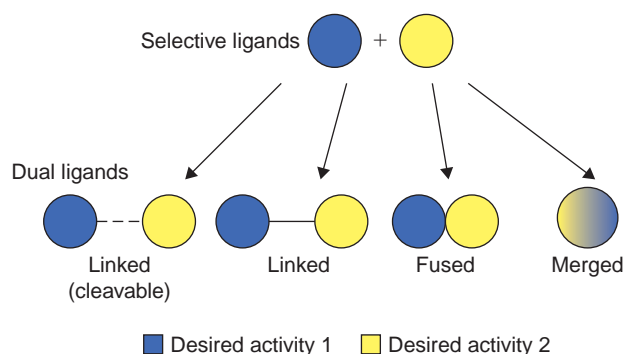 Selective ligands +
Dual ligands
Linked
(cleavable)
Linked
Fused
Merged
Desired activity 1
Desired activity 2